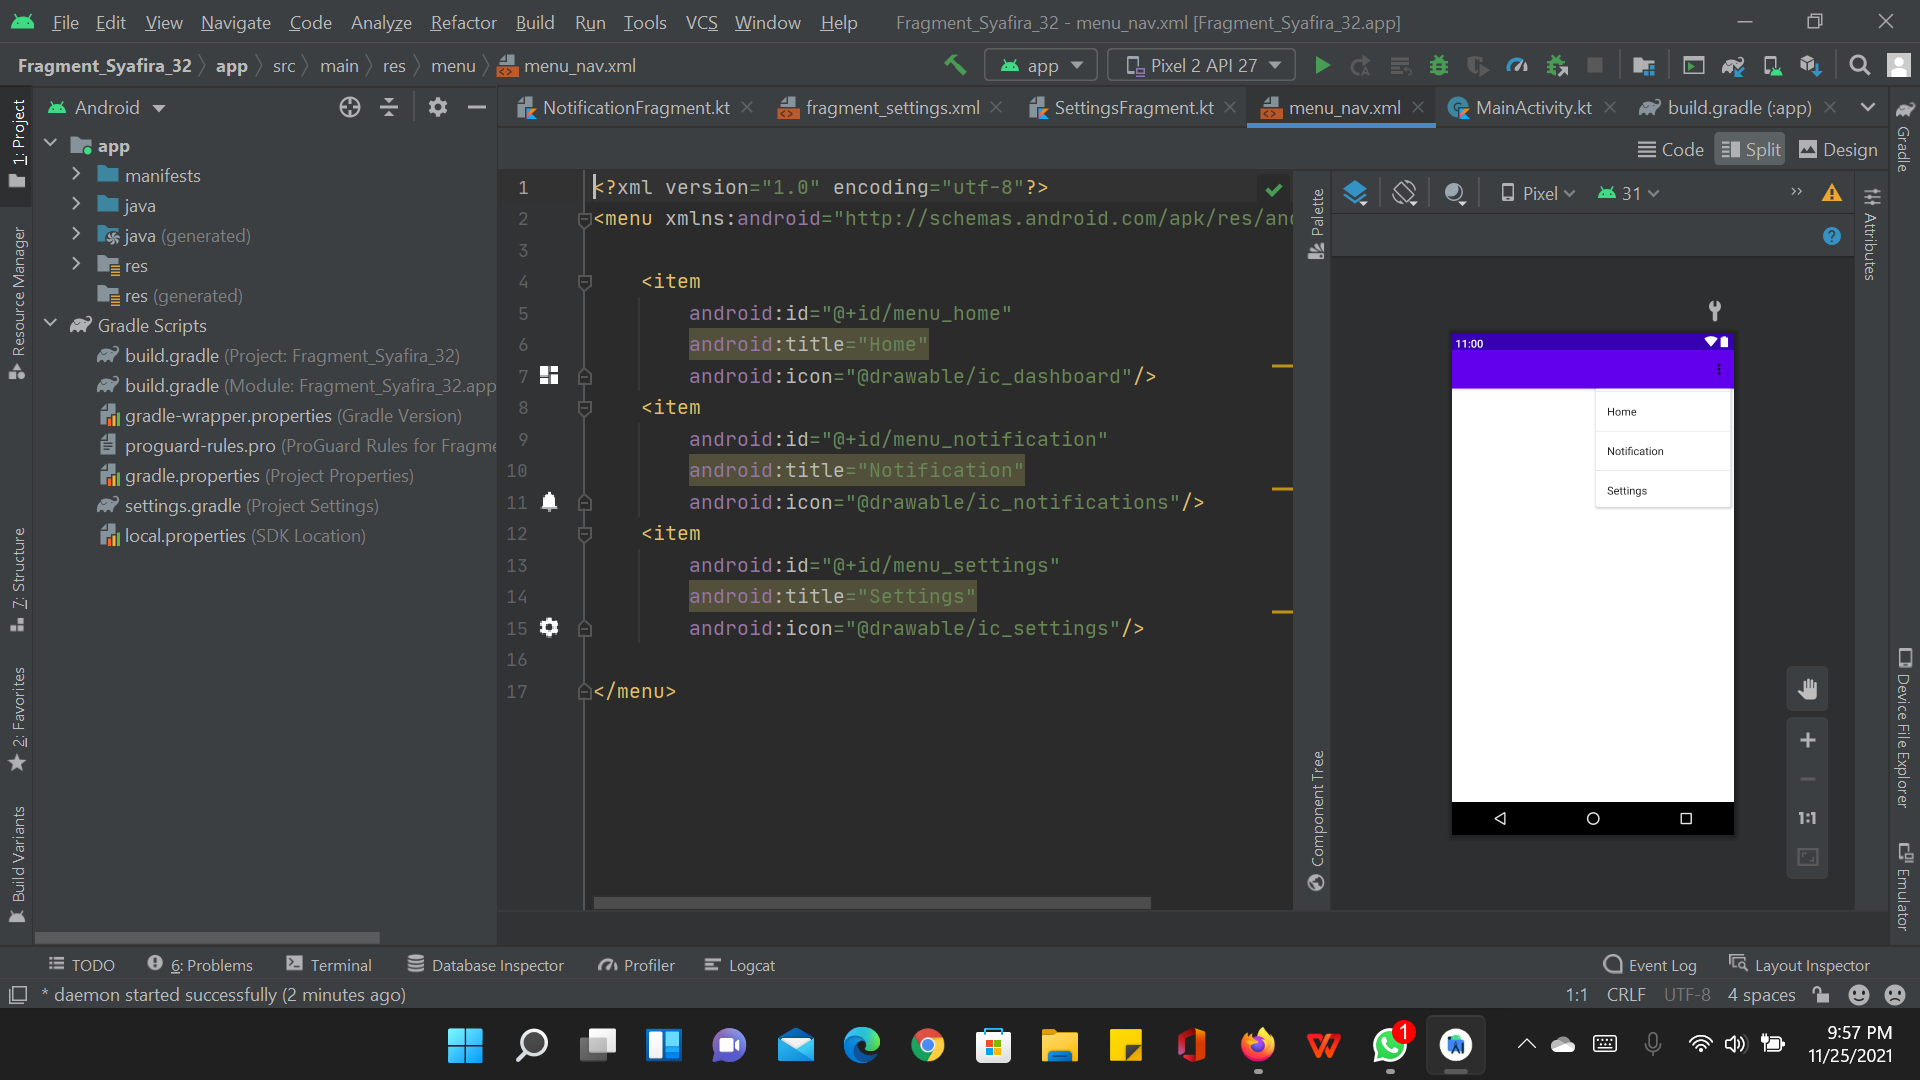 File Edit View Navigate Code Analyze Refactor Build Run Tools VCS Window Help Fragment_Syafira_32 - menu_nav.xml [Fragment_Syafira_32.app]
Fragment_Syafira_32 app src main res menu menu_nav.xml app Pixel 2 API 27
Android NotificationFragment.kt fragment_settings.xml SettingsFragment.kt menu_nav.xml MainActivity.kt build.gradle (:app)
Code Split Design
Pixel 31
1: Project
Resource Manager
7: Structure
2: Favorites
Build Variants
app
manifests
java
java (generated)
res
res (generated)
Gradle Scripts
build.gradle (Project: Fragment_Syafira_32)
build.gradle (Module: Fragment_Syafira_32.app
gradle-wrapper.properties (Gradle Version)
proguard-rules.pro (ProGuard Rules for Fragme
gradle.properties (Project Properties)
settings.gradle (Project Settings)
local.properties (SDK Location)
1 <?xml version="1.0" encoding="utf-8"?>
2 <menu xmlns:android="http://schemas.android.com/apk/res/and
3
4 <item
5 android:id="@+id/menu_home"
6 android:title="Home"
7 android:icon="@drawable/ic_dashboard"/>
8 <item
9 android:id="@+id/menu_notification"
10 android:title="Notification"
11 android:icon="@drawable/ic_notifications"/>
12 <item
13 android:id="@+id/menu_settings"
14 android:title="Settings"
15 android:icon="@drawable/ic_settings"/>
16
17 </menu>
Palette
Component Tree
11:00
Home
Notification
Settings
1:1
Gradle
Attributes
Device File Explorer
Emulator
TODO 6: Problems Terminal Database Inspector Profiler Logcat Event Log Layout Inspector
* daemon started successfully (2 minutes ago) 1:1 CRLF UTF-8 4 spaces
1
AI
9:57 PM
11/25/2021